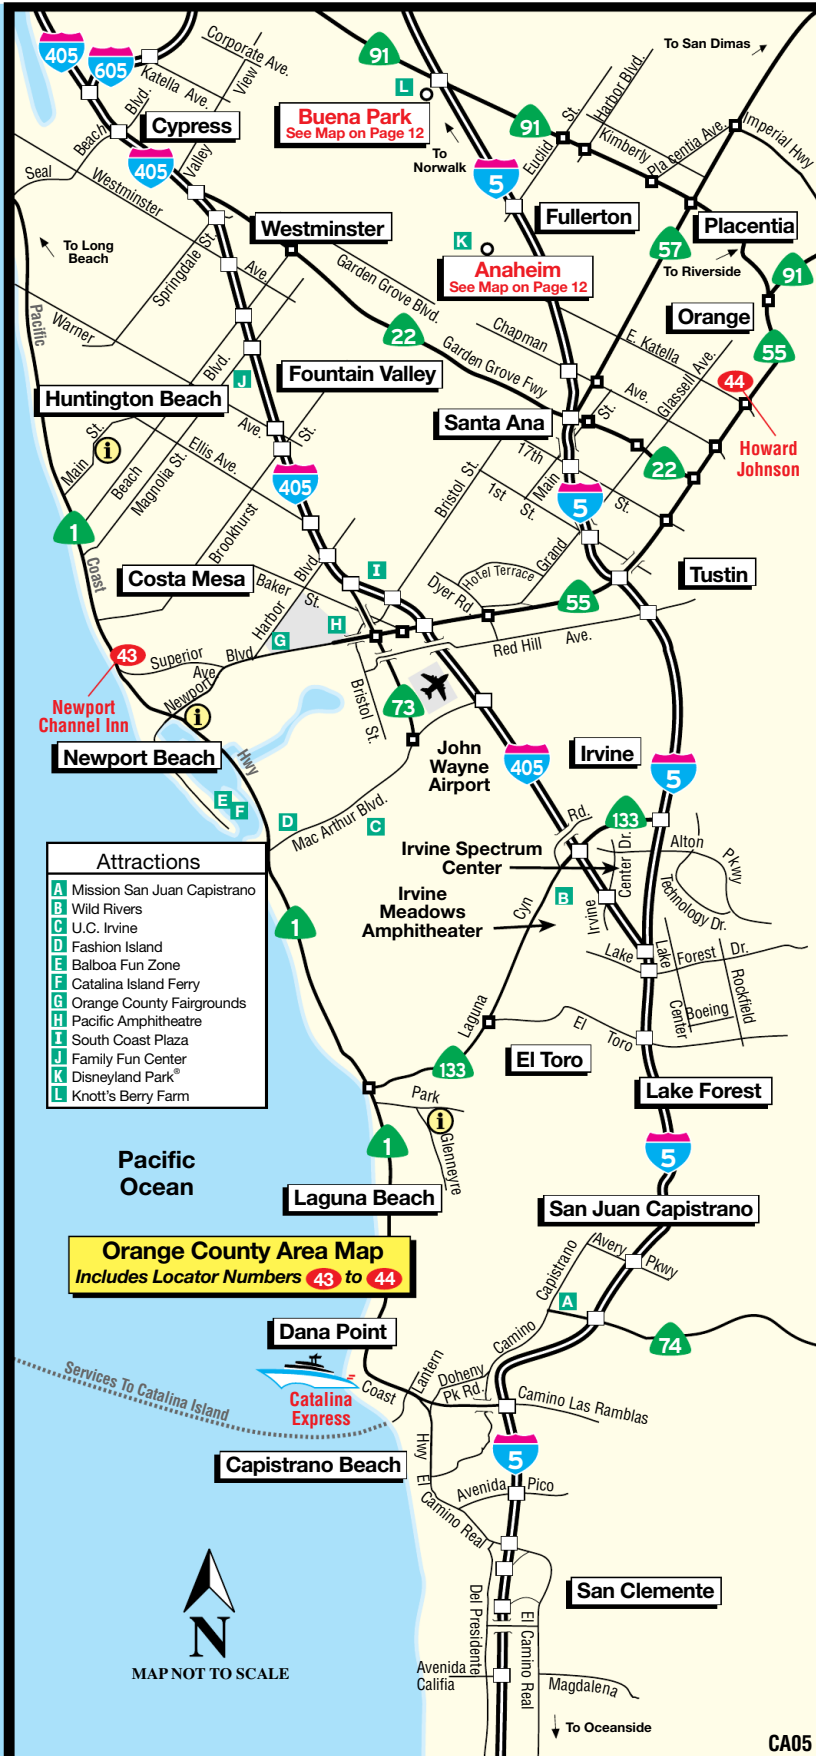 405
605
Corporate Ave.
View
Katella Ave.
91
To San Dimas
L
Buena Park
See Map on Page 12
Cypress
Beach Blvd.
405
Valley
Seal
Westminster
To
Norwalk
5
91
Euclid St.
Harbor Blvd.
Kimberly
Placentia Ave.
Imperial Hwy
Fullerton
Placentia
Westminster
To Long
Beach
Springdale St.
Ave.
K
Anaheim
See Map on Page 12
57
To Riverside
91
Garden Grove Blvd.
22
Orange
55
Pacific
Warner
Chapman
E. Katella
Ave.
Garden Grove Fwy
Glassell Ave.
44
Howard
Johnson
J
Blvd.
Fountain Valley
Huntington Beach
Santa Ana
St.
Main St.
i
Beach
Magnolia St.
Ellis Ave.
Ave.
St.
405
Brookhurst
Bristol St.
17th
Main
1st St.
St.
22
5
1
Coast
Costa Mesa
Baker
St.
Harbor
Blvd.
I
Hotel Terrace
Dyer Rd
Grand
55
Tustin
G
H
43
Newport
Channel Inn
Superior
Ave.
Blvd
Newport
i
Red Hill Ave.
Bristol St.
73
Newport Beach
Hwy
John
Wayne
Airport
405
Irvine
5
E
F
D
C
Mac Arthur Blvd.
Rd.
133
Irvine Spectrum
Center
Irvine
Center Dr.
Alton
Pkwy
Technology Dr.
Irvine
Meadows
Amphitheater
B
Cyn
Laguna
Lake Forest Dr.
Lake
Center
Boeing
Rockfield
Attractions
A Mission San Juan Capistrano
B Wild Rivers
C U.C. Irvine
D Fashion Island
E Balboa Fun Zone
F Catalina Island Ferry
G Orange County Fairgrounds
H Pacific Amphitheatre
I South Coast Plaza
J Family Fun Center
K Disneyland Park®
L Knott's Berry Farm
1
El Toro
El Toro
133
Lake Forest
Park
i
Glenneyre
1
5
Pacific
Ocean
Laguna Beach
San Juan Capistrano
Orange County Area Map
Includes Locator Numbers 43 to 44
Avery Pkwy
Capistrano
Camino
A
74
Dana Point
Services To Catalina Island
Catalina
Express
Coast
Lantern
Doheny
Pk Rd.
Camino Las Ramblas
Hwy
Capistrano Beach
5
El
Camino Real
Avenida Pico
San Clemente
Del Presidente
El Camino Real
N
MAP NOT TO SCALE
Avenida
Califia
Magdalena
To Oceanside
CA05